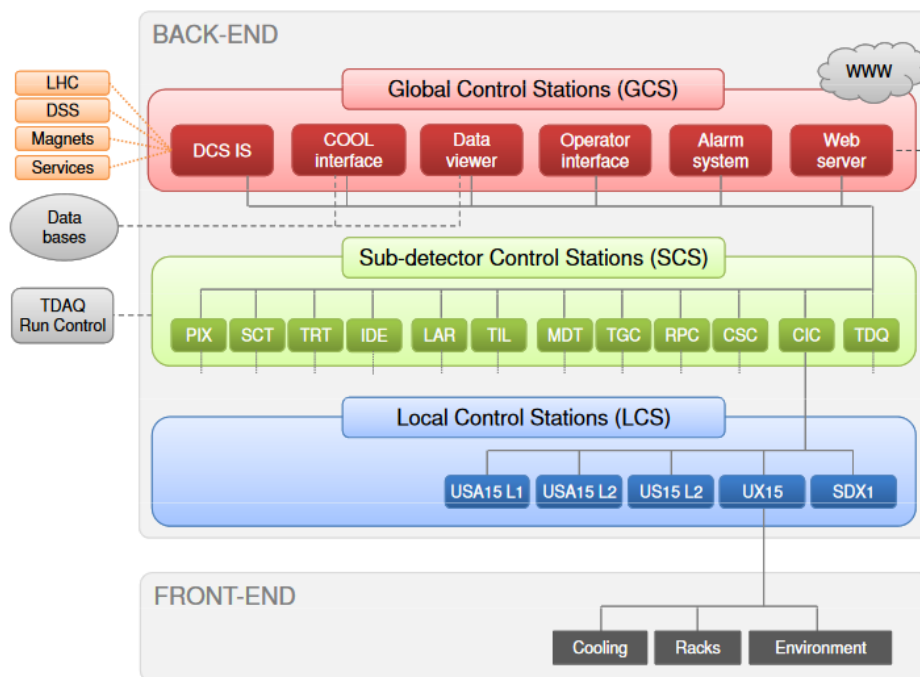 BACK-END
WWW
Global Control Stations (GCS)
LHC
DSS
Magnets
Services
DCS IS
COOL
interface
Data
viewer
Operator
interface
Alarm
system
Web
server
Data
bases
Sub-detector Control Stations (SCS)
TDAQ
Run Control
PIX
SCT
TRT
IDE
LAR
TIL
MDT
TGC
RPC
CSC
CIC
TDQ
Local Control Stations (LCS)
USA15 L1
USA15 L2
US15 L2
UX15
SDX1
FRONT-END
Cooling
Racks
Environment